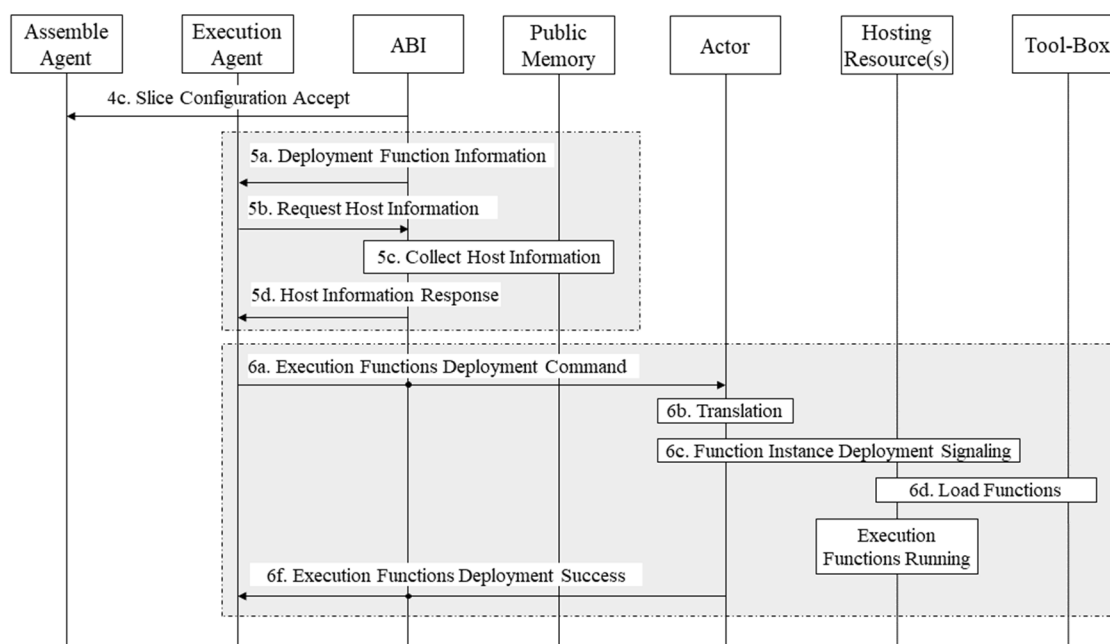 Assemble
Agent
Execution
Agent
ABI
Public
Memory
Actor
Hosting
Resource(s)
Tool-Box
4c. Slice Configuration Accept
5a. Deployment Function Information
5b. Request Host Information
5c. Collect Host Information
5d. Host Information Response
6a. Execution Functions Deployment Command
6b. Translation
6c. Function Instance Deployment Signaling
6d. Load Functions
Execution
Functions Running
6f. Execution Functions Deployment Success